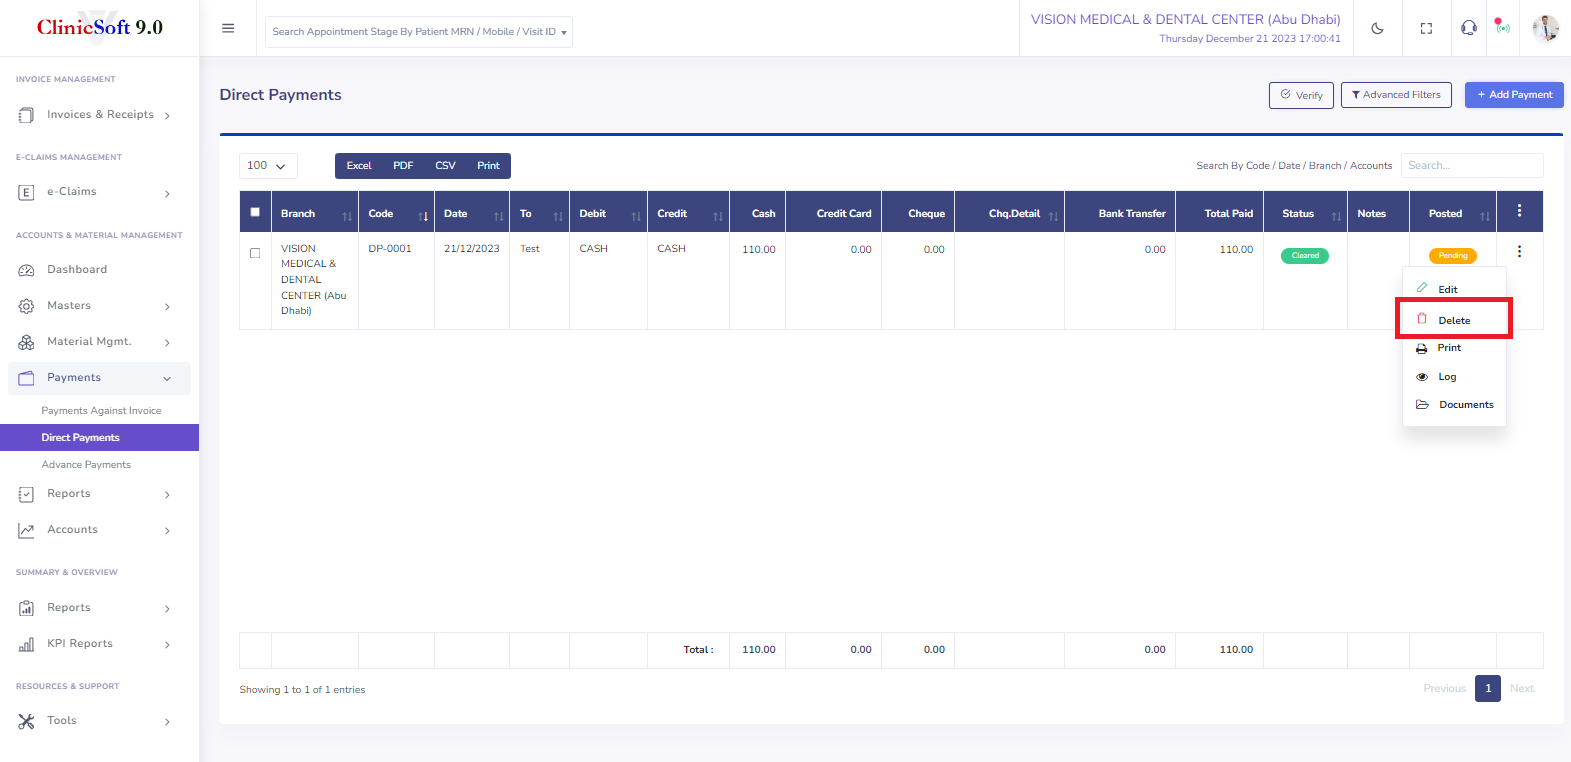 ClinicSoft 9.0
Search Appointment Stage By Patient MRN / Mobile / Visit ID
VISION MEDICAL & DENTAL CENTER (Abu Dhabi)
Thursday December 21 2023 17:00:41
INVOICE MANAGEMENT
Invoices & Receipts
E-CLAIMS MANAGEMENT
E e-Claims
ACCOUNTS & MATERIAL MANAGEMENT
Dashboard
Masters
Material Mgmt.
Payments
Payments Against Invoice
Direct Payments
Advance Payments
Reports
Accounts
SUMMARY & OVERVIEW
Reports
KPI Reports
RESOURCES & SUPPORT
Tools
Direct Payments
Verify
Advanced Filters
+ Add Payment
100
Excel PDF CSV Print
Search By Code / Date / Branch / Accounts Search...
Branch Code Date To Debit Credit Cash Credit Card Cheque Chq.Detail Bank Transfer Total Paid Status Notes Posted
VISION DP-0001 21/12/2023 Test CASH CASH 110.00 0.00 0.00 0.00 110.00 Cleared Pending
MEDICAL &
DENTAL
CENTER (Abu
Dhabi)
Edit
Delete
Print
Log
Documents
Total : 110.00 0.00 0.00 0.00 110.00
Showing 1 to 1 of 1 entries
Previous 1 Next